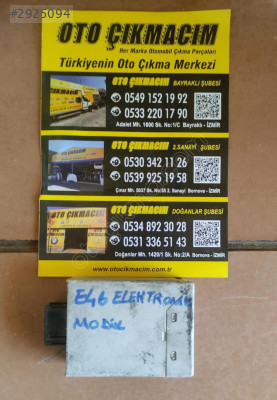 #2925094
OTO ÇIKMACIM
Her Marka Otomobil Çıkma Parçaları
Türkiyenin Oto Çıkma Merkezi
OTO ÇIKMACIM BAYRAKLI ŞUBESİ
0549 152 19 92
0533 220 17 90
Adalet Mh. 1600 Sk. No:1/C Bayraklı - İZMİR
OTO ÇIKMACIM 2.SANAYİ ŞUBESİ
0530 342 11 26
0539 925 19 58
Çınar Mh. 5037 Sk. No:58 2. Sanayi Bornova - İZMİR
OTO ÇIKMACIM DOĞANLAR ŞUBESİ
0534 892 30 28
0531 336 51 43
Doğanlar Mh. 1429/1 Sk. No:2/A Bornova - İZMİR
www.otocikmacim.com.tr
E46 ELEKTRONİK
MODÜL